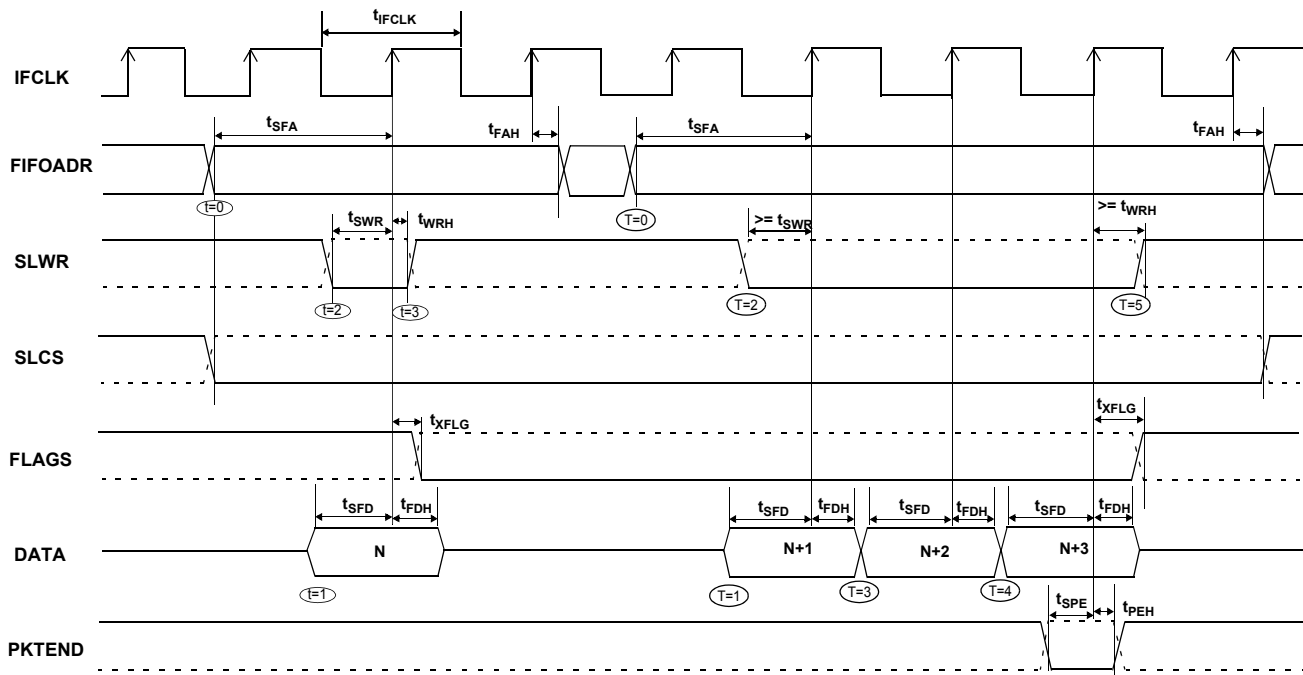 tIFCLK
IFCLK
tSFA
tFAH
tSFA
tFAH
FIFOADR
t=0
T=0
tSWR
tWRH
>= tSWR
>= tWRH
SLWR
t=2
t=3
T=2
T=5
SLCS
tXFLG
tXFLG
FLAGS
tSFD
tFDH
tSFD
tFDH
tSFD
tFDH
tSFD
tFDH
DATA
N
N+1
N+2
N+3
t=1
T=1
T=3
T=4
tSPE
tPEH
PKTEND